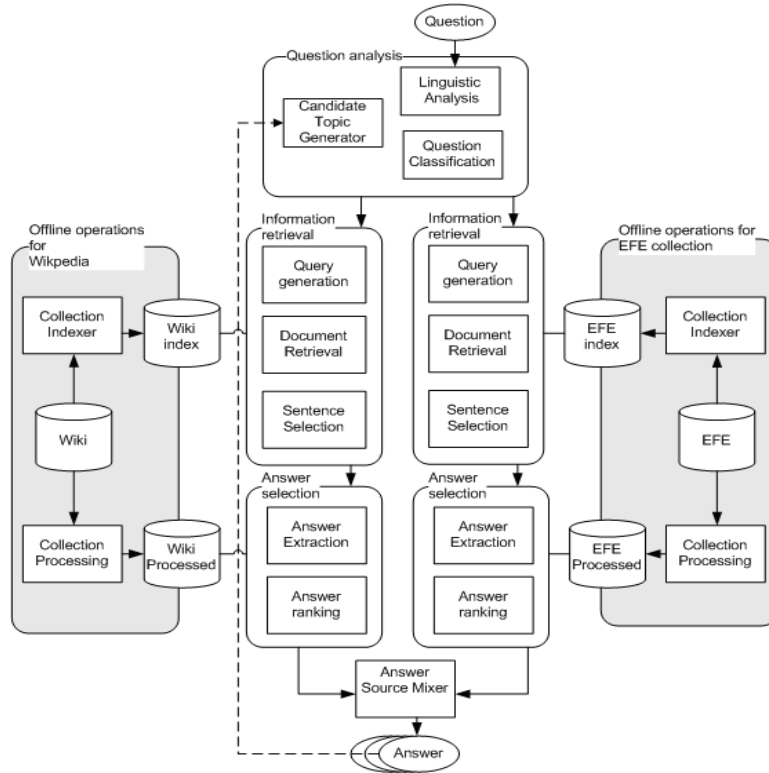 Question
Question analysis
Linguistic
Analysis
Candidate
Topic
Generator
Question
Classification
Offline operations
for
Wikpedia
Information
retrieval
Information
retrieval
Offline operations for
EFE collection
Query
generation
Query
generation
Collection
Indexer
Wiki
index
Document
Retrieval
Document
Retrieval
EFE
index
Collection
Indexer
Wiki
Sentence
Selection
Sentence
Selection
EFE
Answer
selection
Answer
selection
Collection
Processing
Wiki
Processed
Answer
Extraction
Answer
Extraction
EFE
Processed
Collection
Processing
Answer
ranking
Answer
ranking
Answer
Source Mixer
Answer